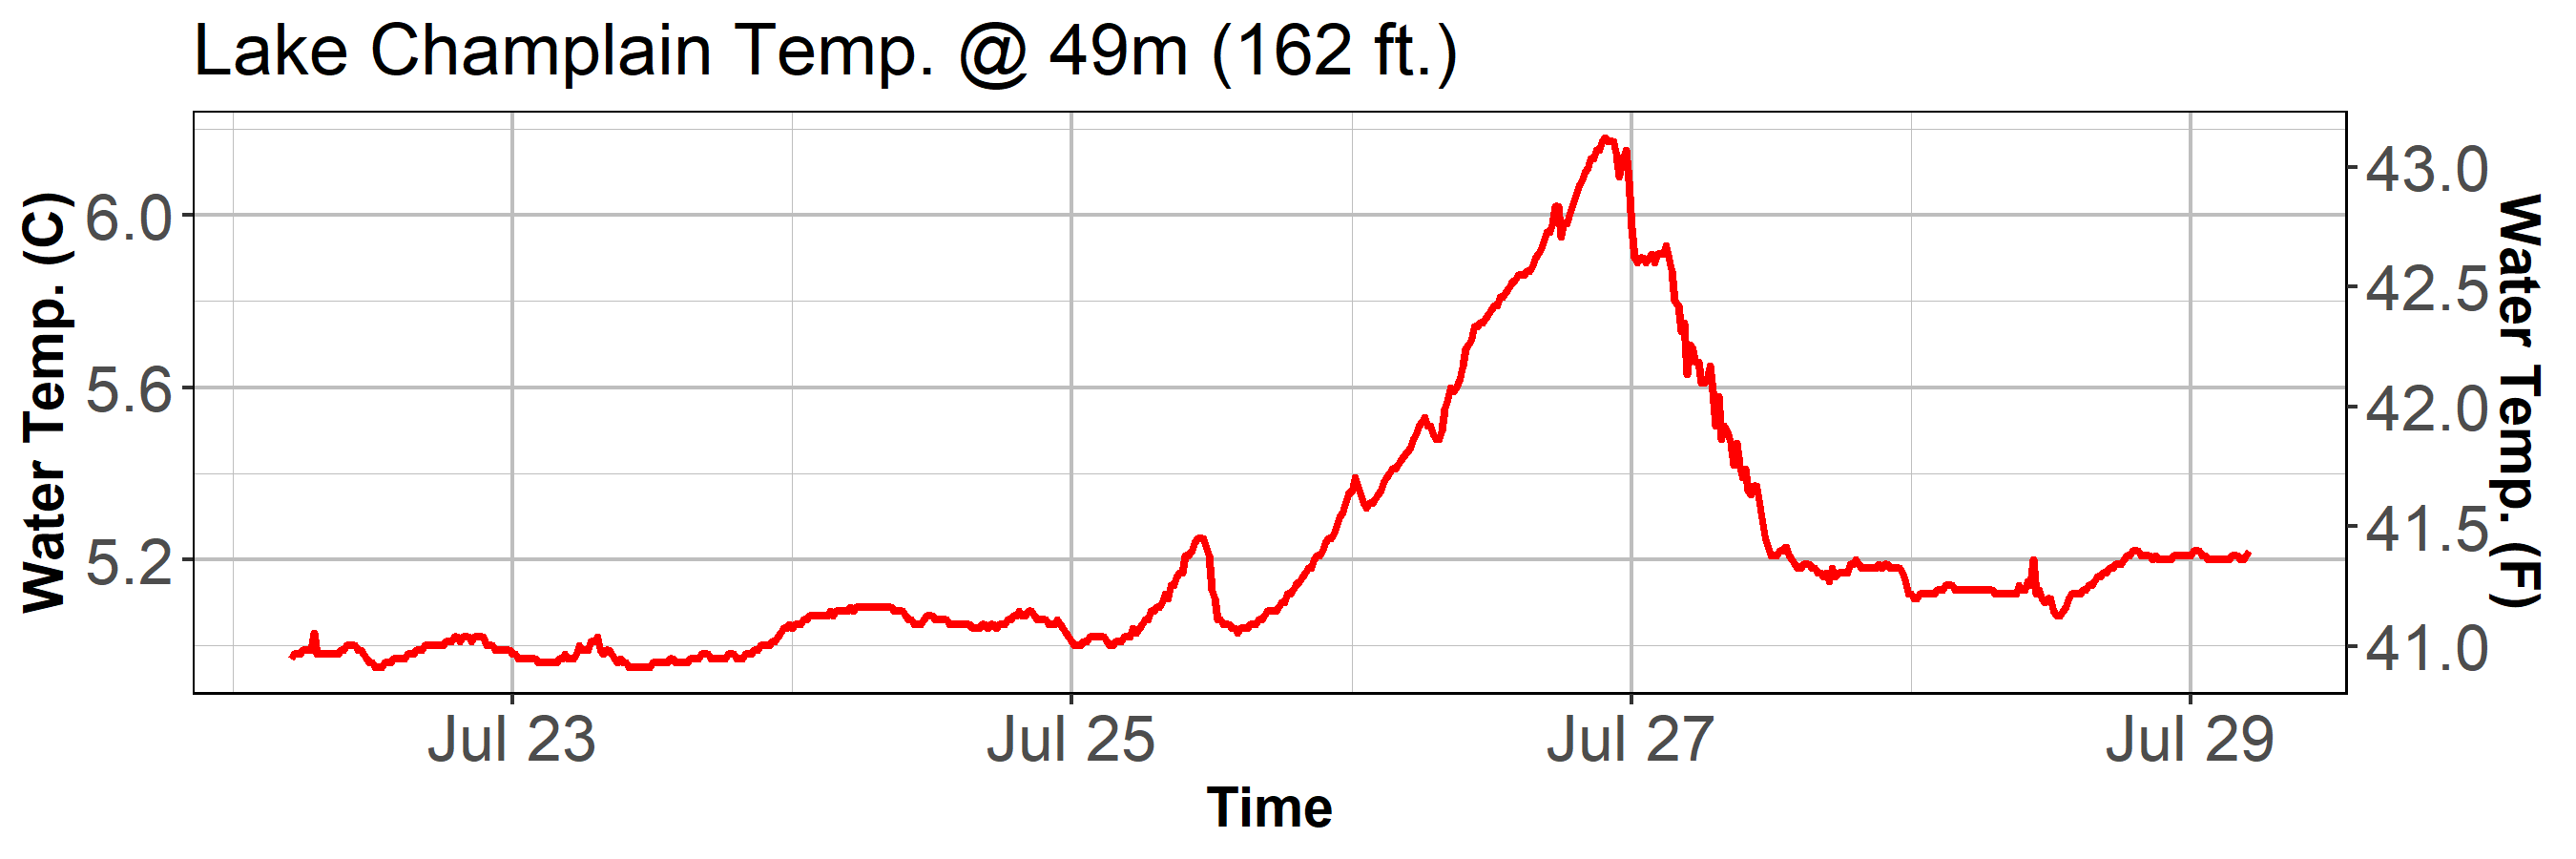 Lake Champlain Temp. @ 49m (162 ft.)
Water Temp. (C)
6.0
5.6
5.2
43.0
42.5
42.0
41.5
41.0
Water Temp. (F)
Jul 23 Jul 25 Jul 27 Jul 29
Time